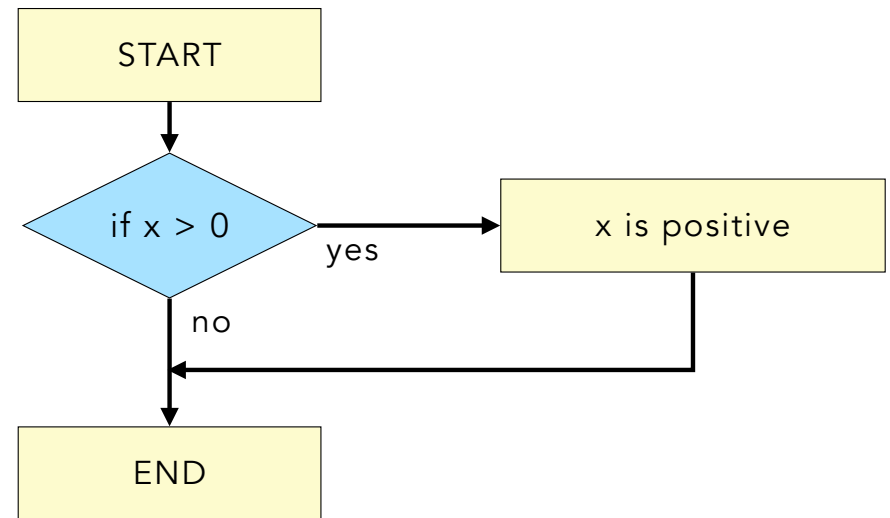 START
if x > 0
yes
x is positive
no
END